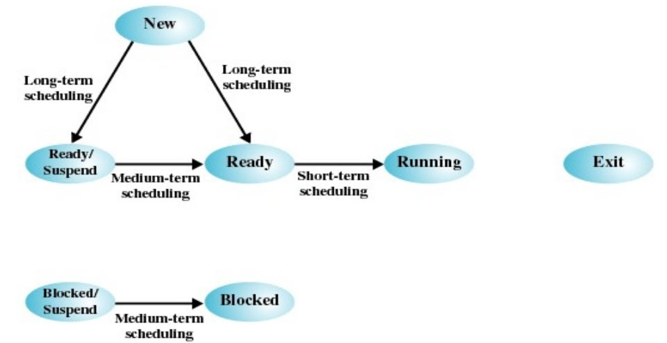 New
Long-term
scheduling
Long-term
scheduling
Ready/
Suspend
Medium-term
scheduling
Ready
Short-term
scheduling
Running
Exit
Blocked/
Suspend
Medium-term
scheduling
Blocked